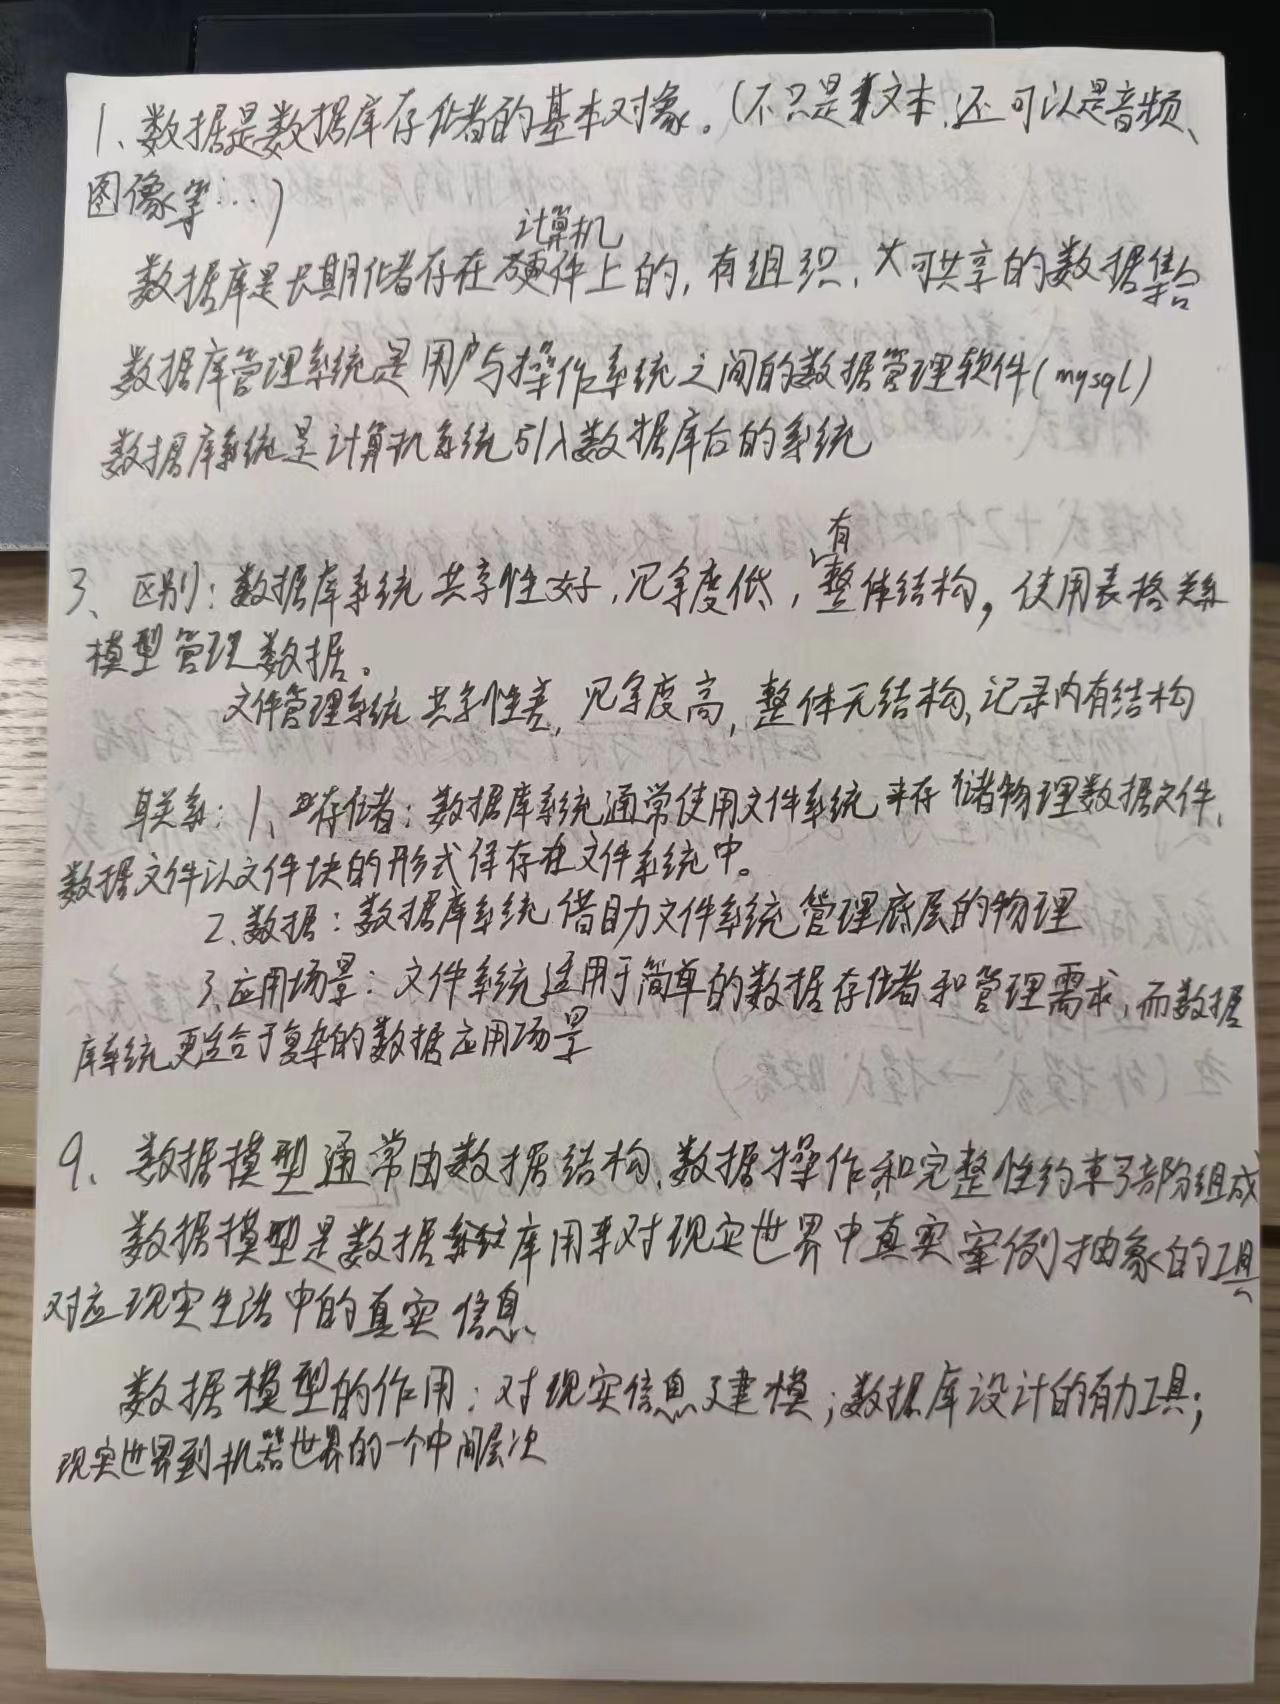 1、数据是数据库存储的基本对象。(不只是文本,还可以是音频、
图像等…)
计算机
数据库是长期储存在硬件上的,有组织,可共享的数据集合
数据库管理系统是用户与操作系统之间的数据管理软件(mysql)
数据库系统是计算机系统引入数据库后的系统
有
3、区别:数据库系统共享性好,冗余度低,整体结构,使用表格关系
模型管理数据。
文件管理系统共享性差,冗余度高,整体无结构,记录内有结构
联系:1、存储:数据库系统通常使用文件系统来存储物理数据文件,
数据文件以文件块的形式保存在文件系统中。
2、数据:数据库系统借助文件系统管理底层的物理
3、应用场景:文件系统适用于简单的数据存储和管理需求,而数据
库系统更适合于复杂的数据应用场景
9、数据模型通常由数据结构、数据操作和完整性约束3部分组成
数据模型是数据库用来对现实世界中真实案例抽象的工具
对应现实生活中的真实信息、
数据模型的作用:对现实信息建模;数据库设计的有力工具;
现实世界到机器世界的一个中间层次